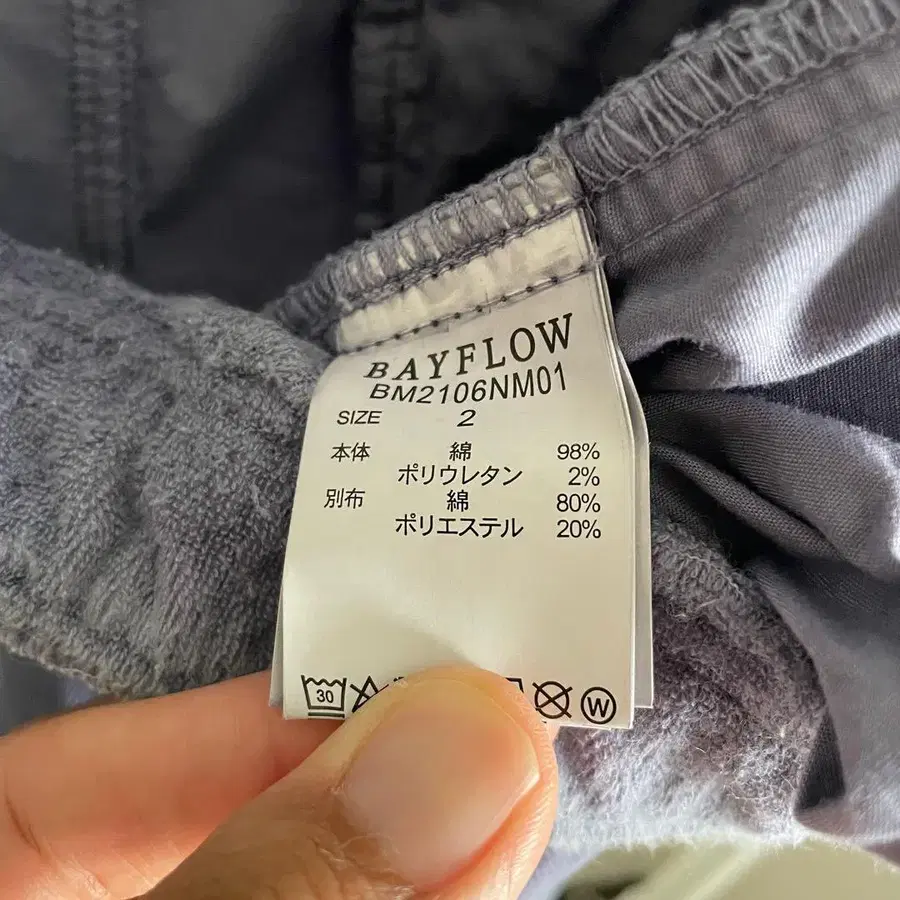 BAYFLOW
BM2106NM01
SIZE 2
本体 綿 98%
ポリウレタン 2%
別布 綿 80%
ポリエステル 20%
30 W